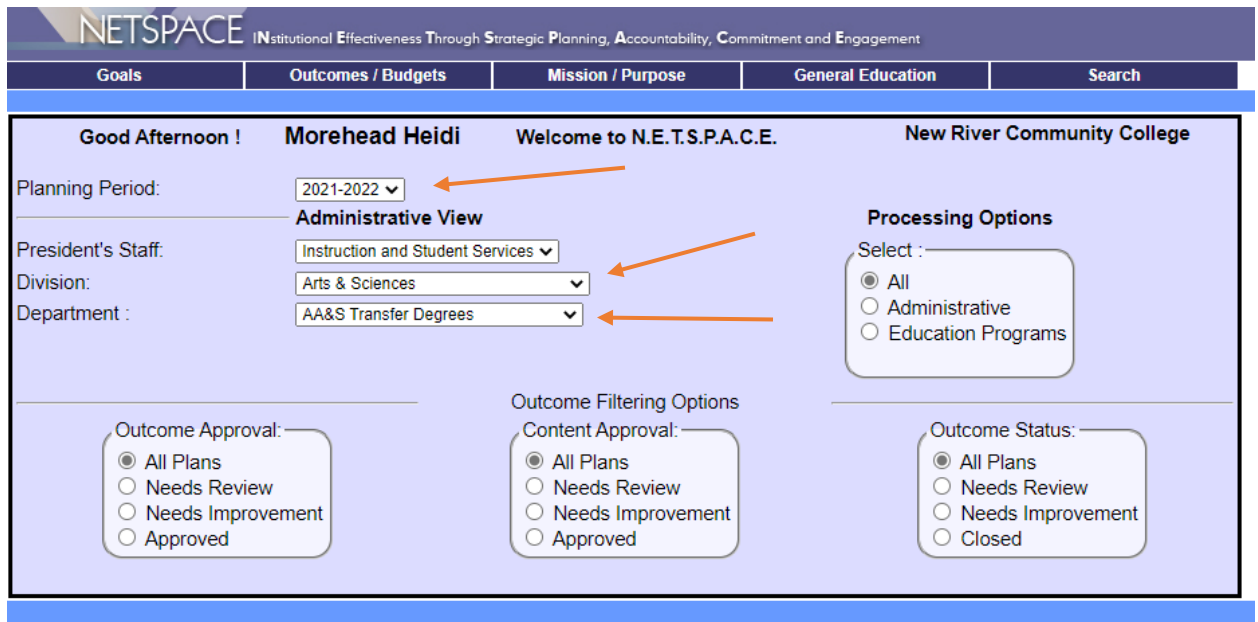 NETSPACE INstitutional Effectiveness Through Strategic Planning, Accountability, Commitment and Engagement
Goals Outcomes / Budgets Mission / Purpose General Education Search
Good Afternoon ! Morehead Heidi Welcome to N.E.T.S.P.A.C.E. New River Community College
Planning Period: 2021-2022
Administrative View Processing Options
President's Staff: Instruction and Student Services Select :
Division: Arts & Sciences All
Department : AA&S Transfer Degrees Administrative
Education Programs
Outcome Filtering Options
Outcome Approval: Content Approval: Outcome Status:
All Plans All Plans All Plans
Needs Review Needs Review Needs Review
Needs Improvement Needs Improvement Needs Improvement
Approved Approved Closed